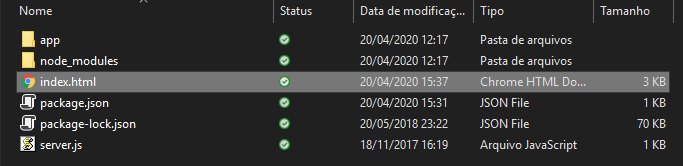 Nome Status Data de modificaç... Tipo Tamanho
app 20/04/2020 12:17 Pasta de arquivos
node_modules 20/04/2020 12:17 Pasta de arquivos
index.html 20/04/2020 15:37 Chrome HTML Do... 3 KB
package.json 20/04/2020 15:31 JSON File 1 KB
package-lock.json 20/05/2018 23:22 JSON File 70 KB
server.js 18/11/2017 16:19 Arquivo JavaScript 1 KB